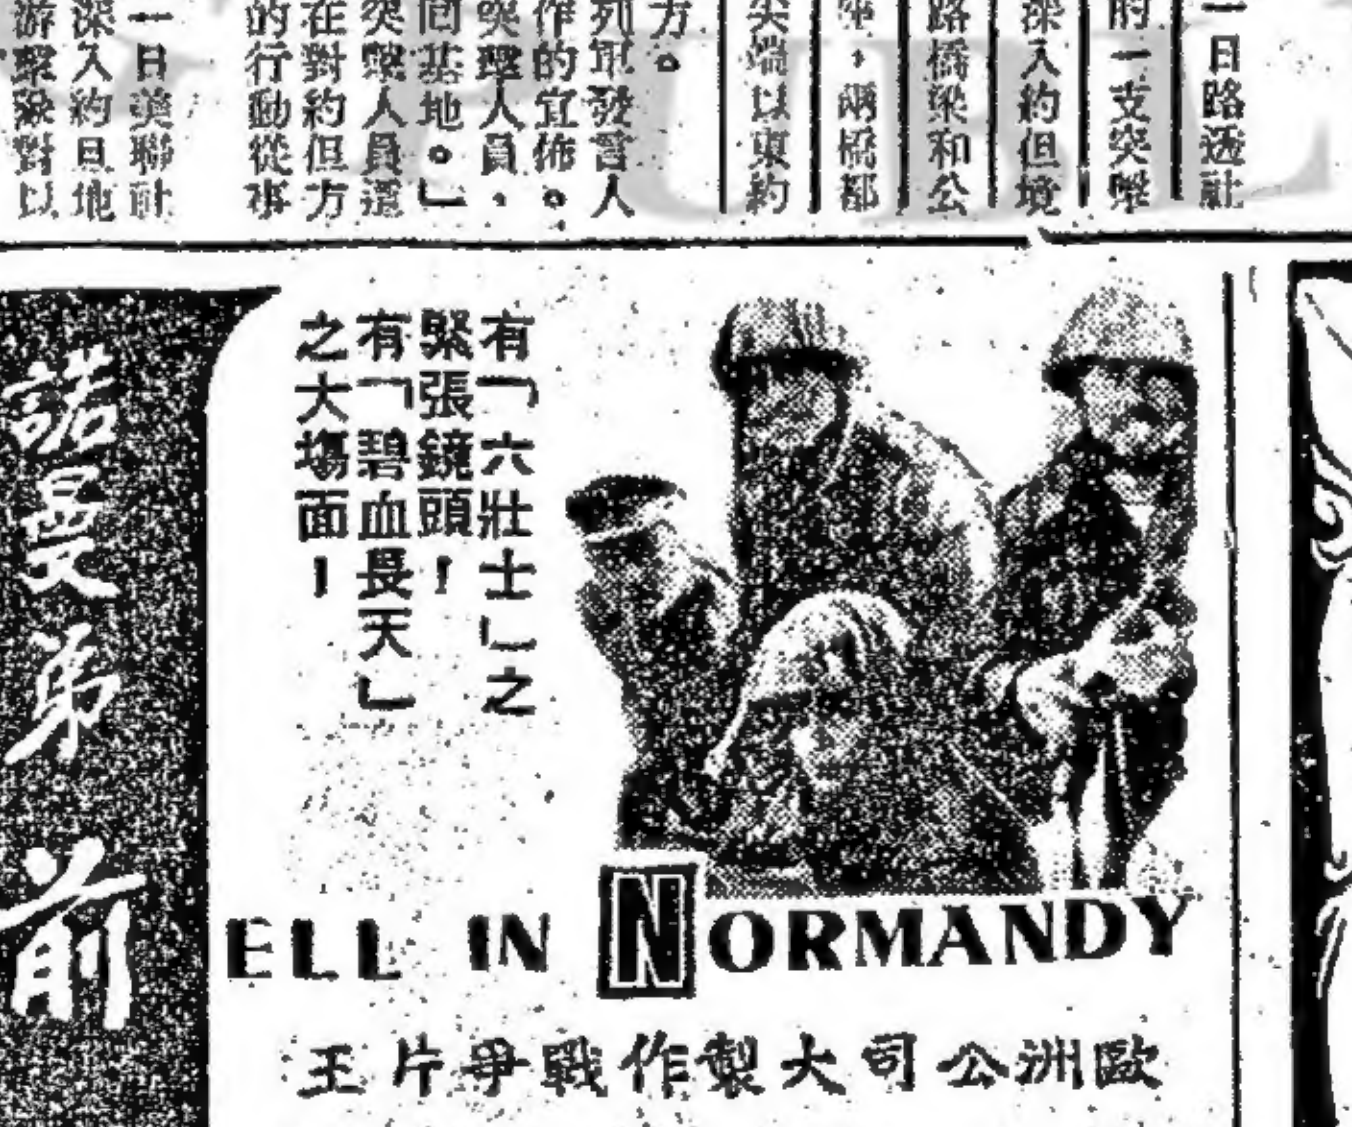 一日路透社
的一支突擊
深入約但境
路橋梁和公
，兩橋都
尖端以東約
方。
列軍發言人
作的宣佈。
突擊人員，
回基地。」
突擊人員還
在對約但方
的行動從事
一日美聯社
深入約旦地
游擊隊對以
有「六壯士」之
緊張鏡頭！
有「碧血長天」
之大場面！
諾曼第
前
ELL IN NORMANDY
歐洲公司大製作戰爭片王